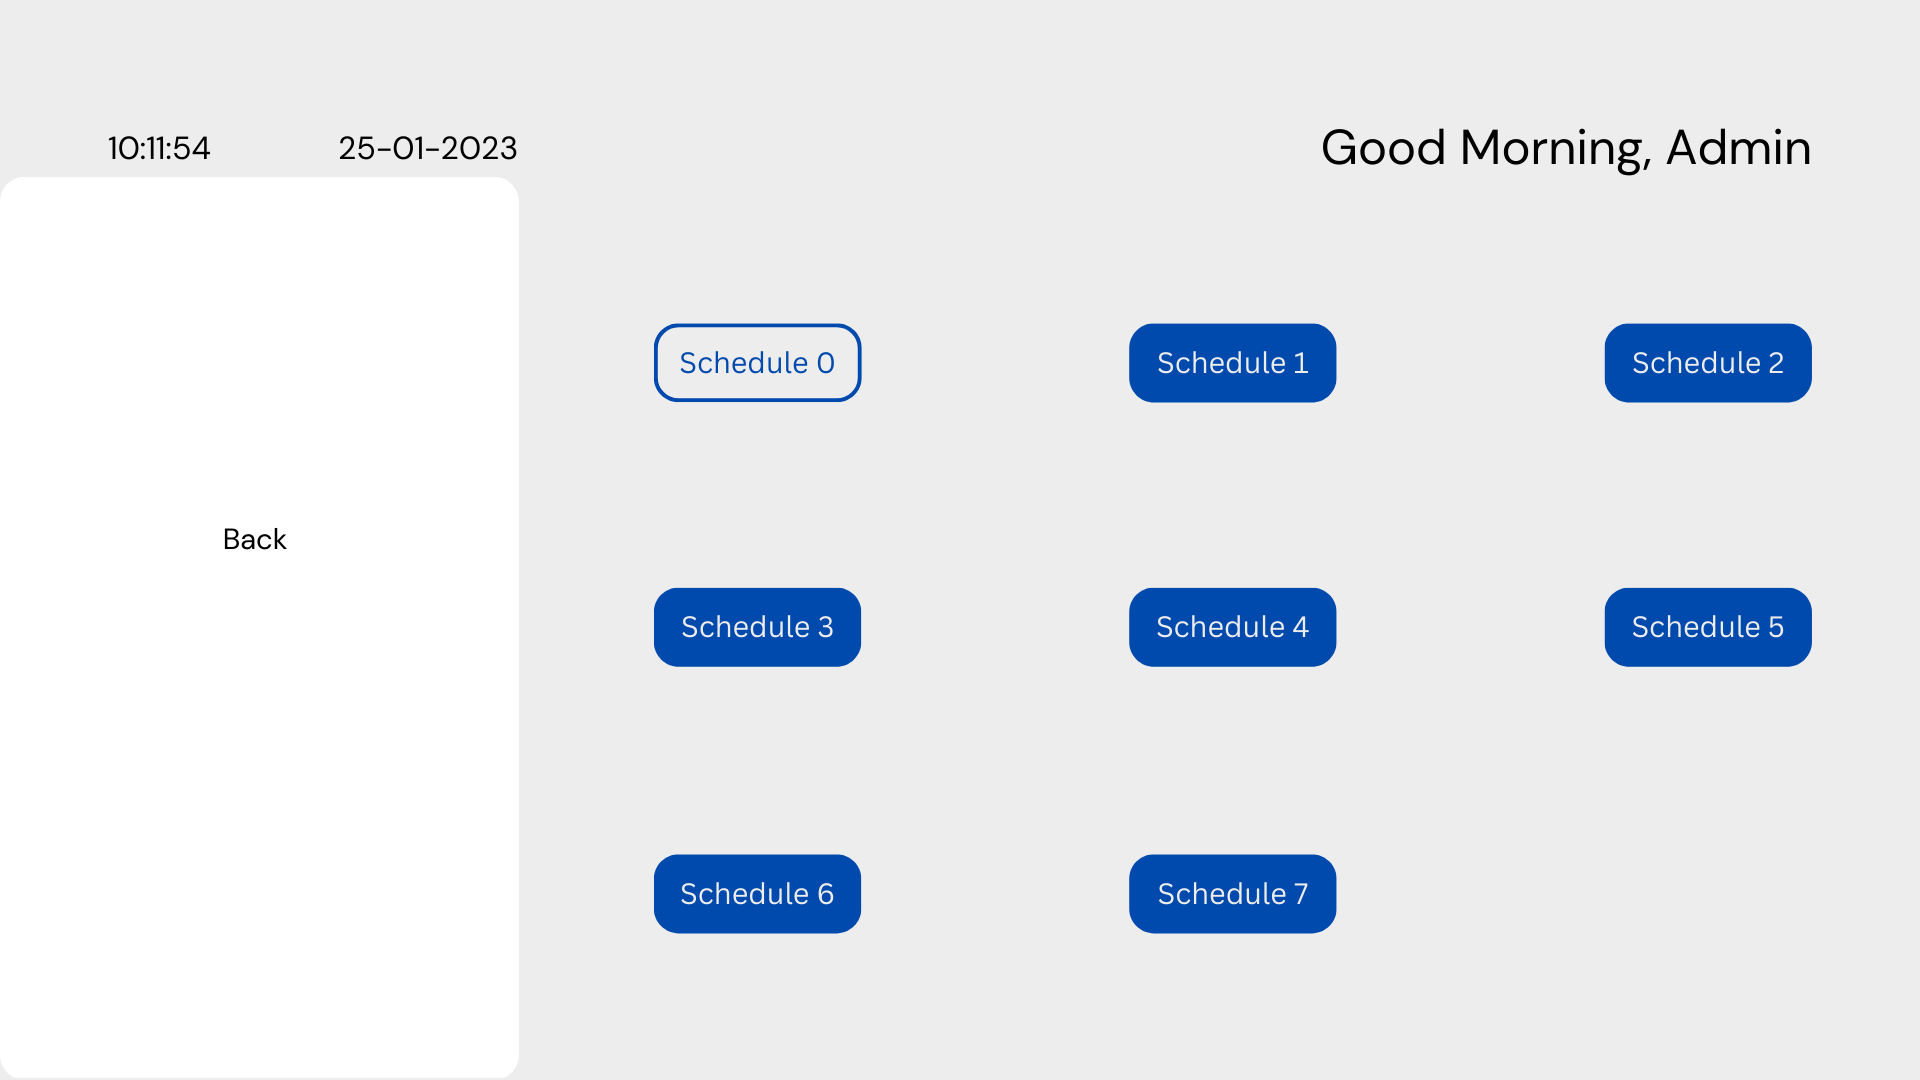 10:11:54
25-01-2023
Good Morning, Admin
Back
Schedule 0
Schedule 1
Schedule 2
Schedule 3
Schedule 4
Schedule 5
Schedule 6
Schedule 7